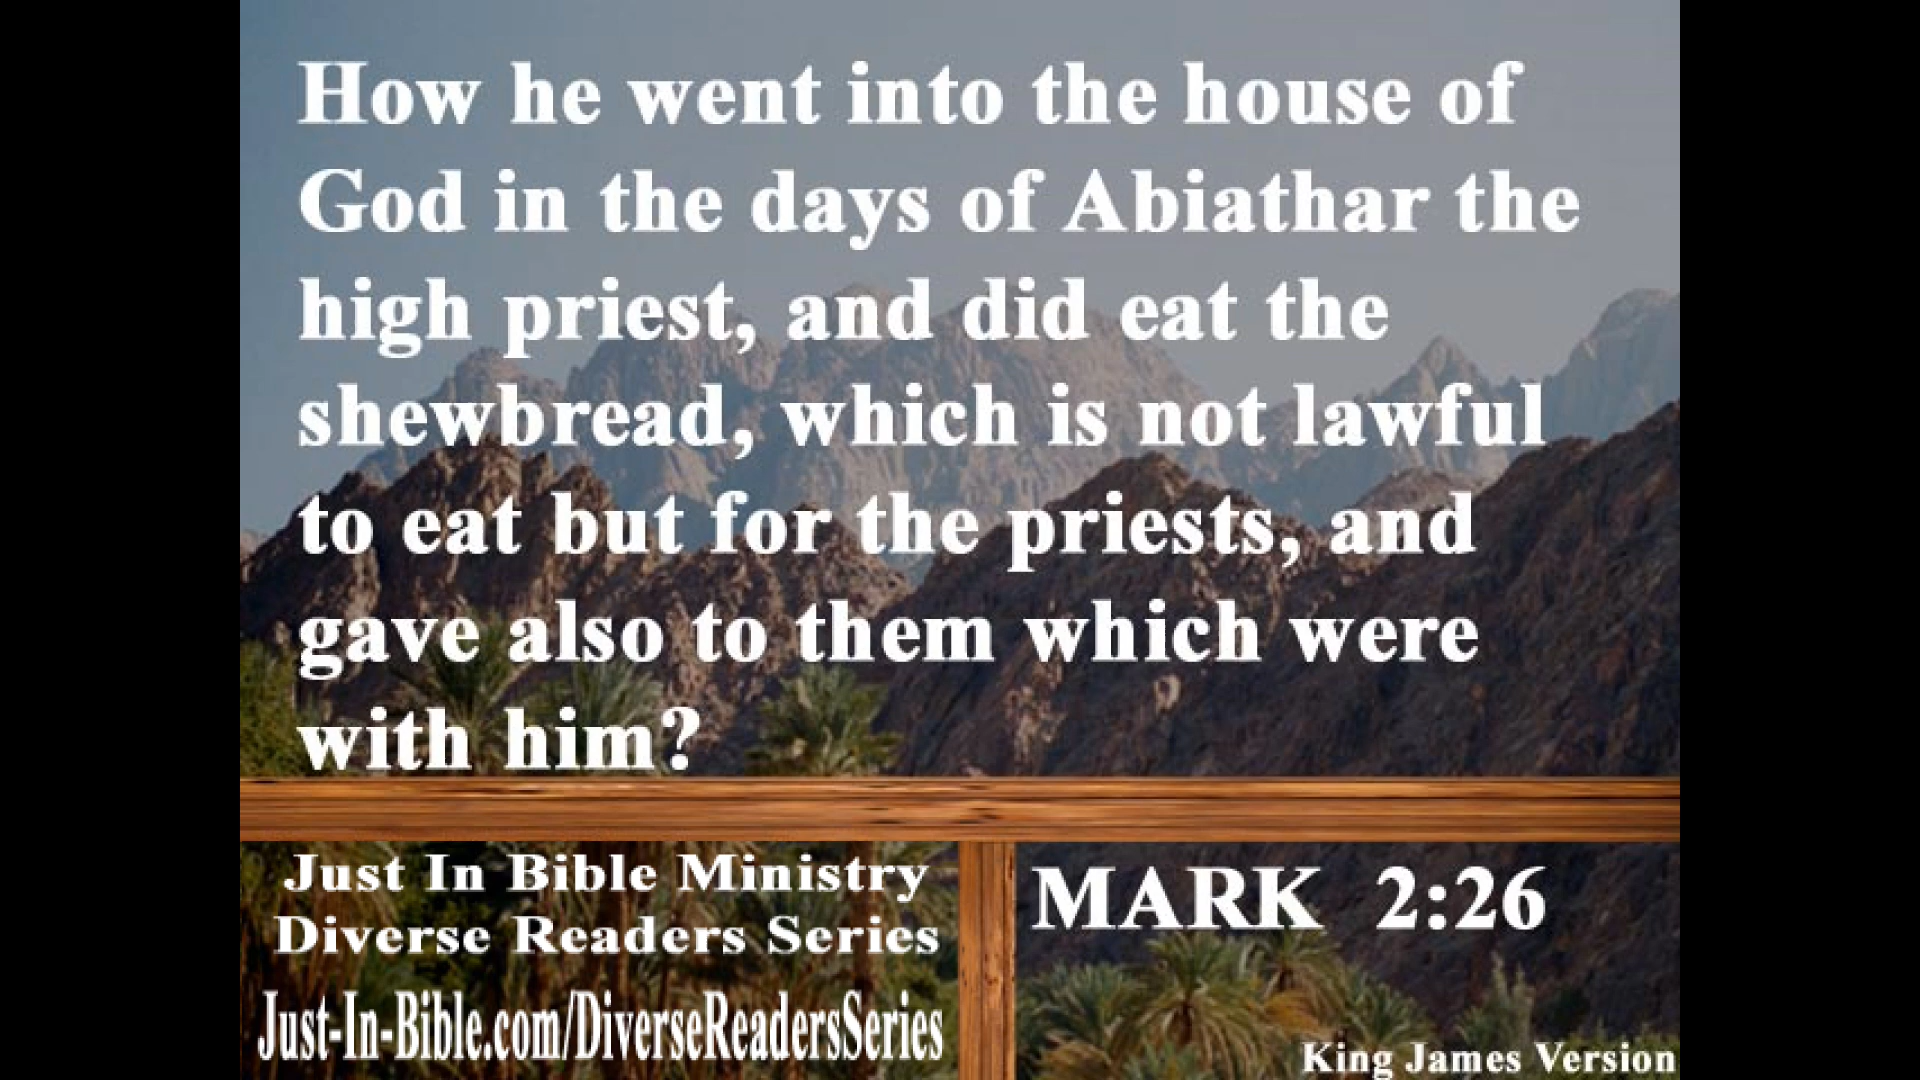 How he went into the house of
God in the days of Abiathar the
high priest, and did eat the
shewbread, which is not lawful
to eat but for the priests, and
gave also to them which were
with him?
Just In Bible Ministry
Diverse Readers Series
Just-In-Bible.com/DiverseReadersSeries
MARK 2:26
King James Version